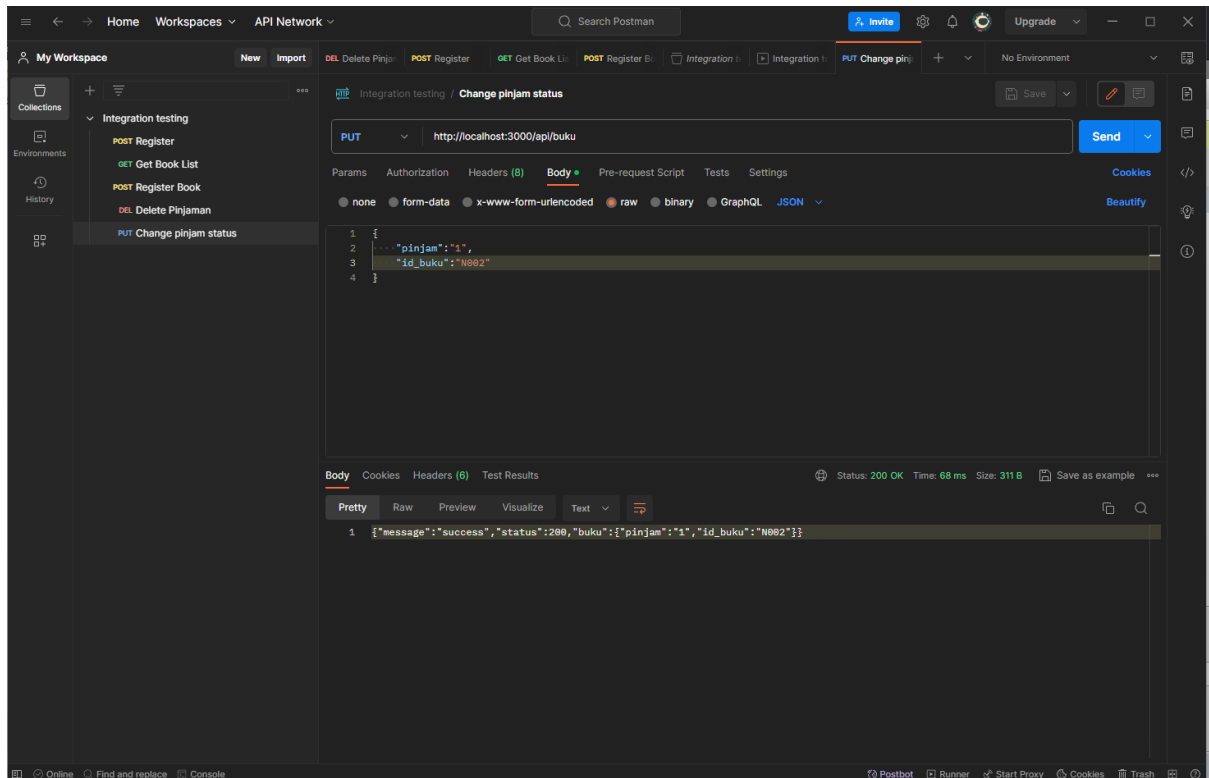 Home Workspaces API Network Search Postman Invite Upgrade
My Workspace New Import
DEL Delete Pinjar POST Register GET Get Book Lis POST Register Bo Integration t Integration t PUT Change pinj No Environment
Collections
Environments
History
Integration testing
POST Register
GET Get Book List
POST Register Book
DEL Delete Pinjaman
PUT Change pinjam status
HTTP Integration testing / Change pinjam status Save
PUT http://localhost:3000/api/buku Send
Params Authorization Headers (8) Body Pre-request Script Tests Settings Cookies
none form-data x-www-form-urlencoded raw binary GraphQL JSON Beautify
1 {
2 "pinjam":"1",
3 "id_buku":"N002"
4 }
Body Cookies Headers (6) Test Results Status: 200 OK Time: 68 ms Size: 311 B Save as example
Pretty Raw Preview Visualize Text
1 {"message":"success","status":200,"buku":{"pinjam":"1","id_buku":"N002"}}
Online Find and replace Console Postbot Runner Start Proxy Cookies Trash